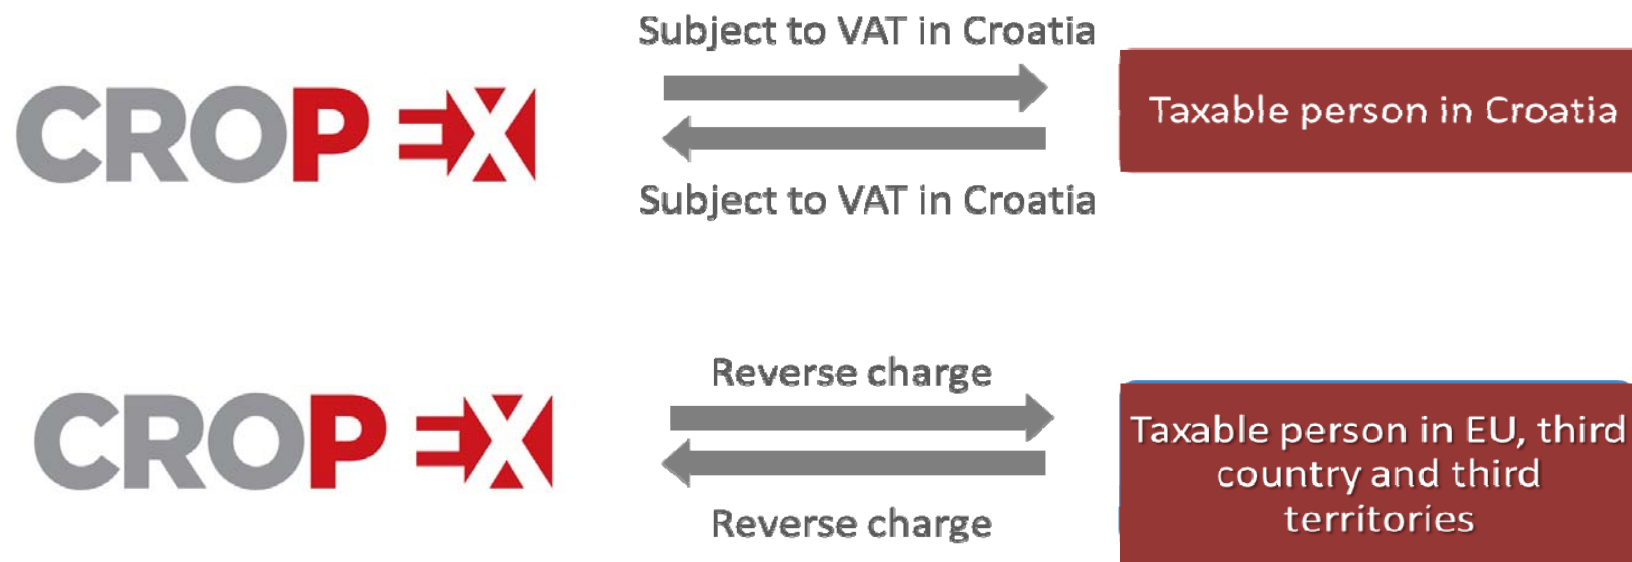 Subject to VAT in Croatia
CROPEX
Taxable person in Croatia
Subject to VAT in Croatia
Reverse charge
CROPEX
Taxable person in EU, third
country and third
territories
Reverse charge